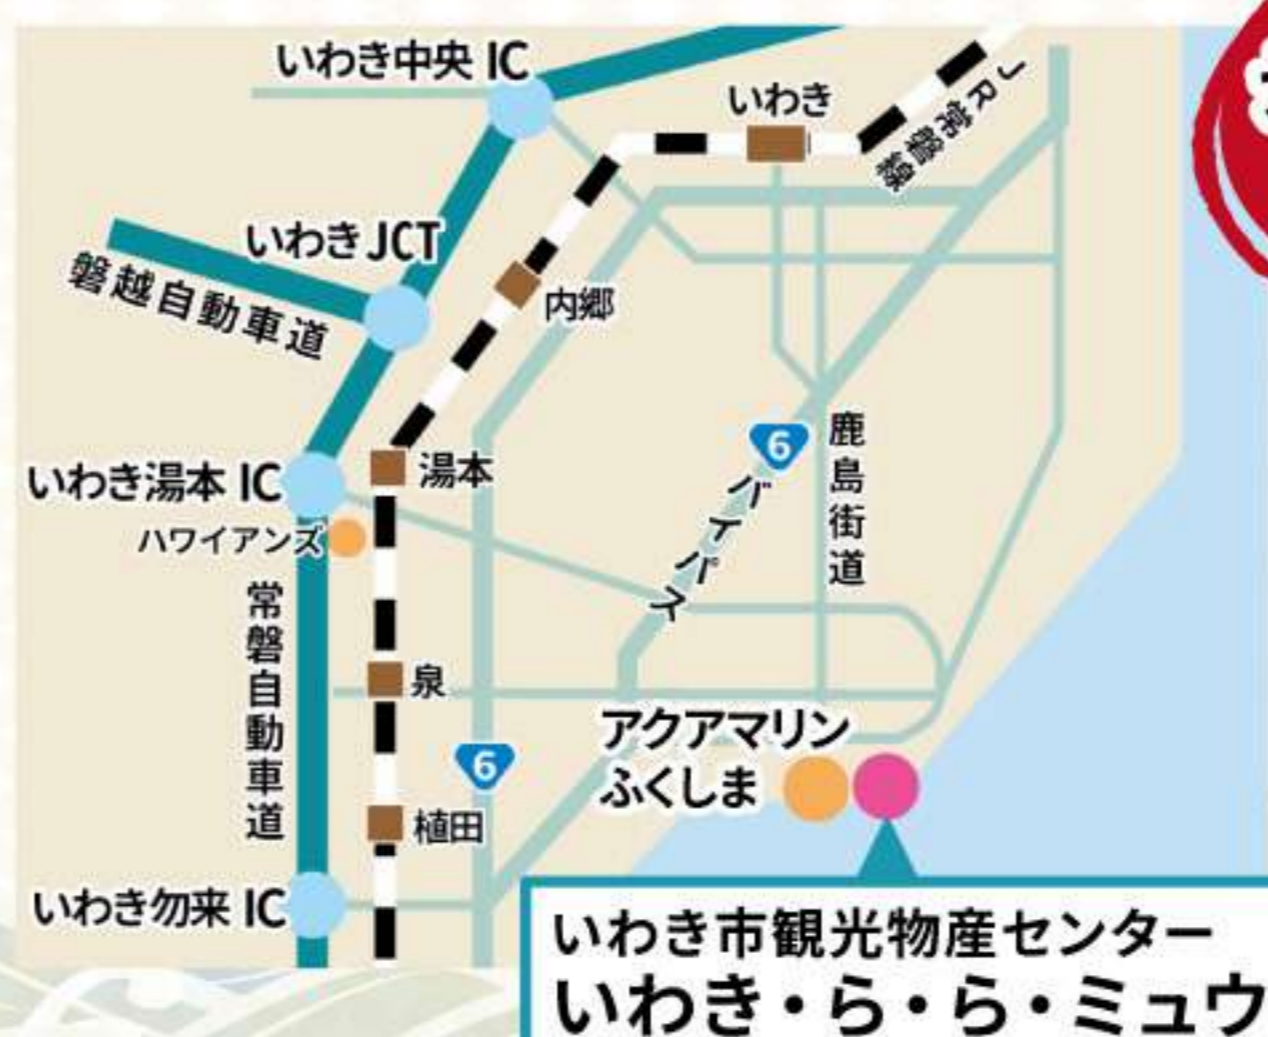 いわき中央 IC
いわき
JR常磐線
いわき JCT
磐越自動車道
内郷
いわき湯本 IC
湯本
ハワイアンズ
6
バイパス
鹿島街道
常磐自動車道
泉
6
植田
アクアマリン
ふくしま
いわき勿来 IC
いわき市観光物産センター
いわき・ら・ら・ミュウ